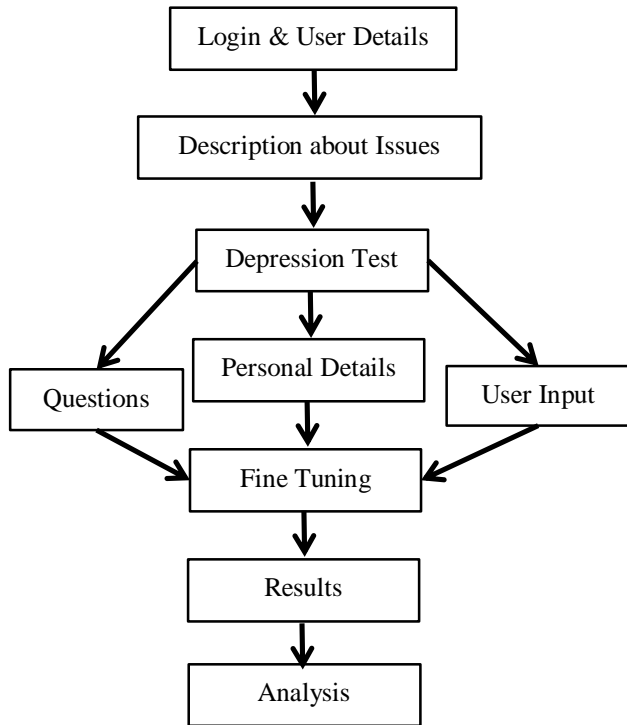 Login & User Details
Description about Issues
Depression Test
Questions
Personal Details
User Input
Fine Tuning
Results
Analysis